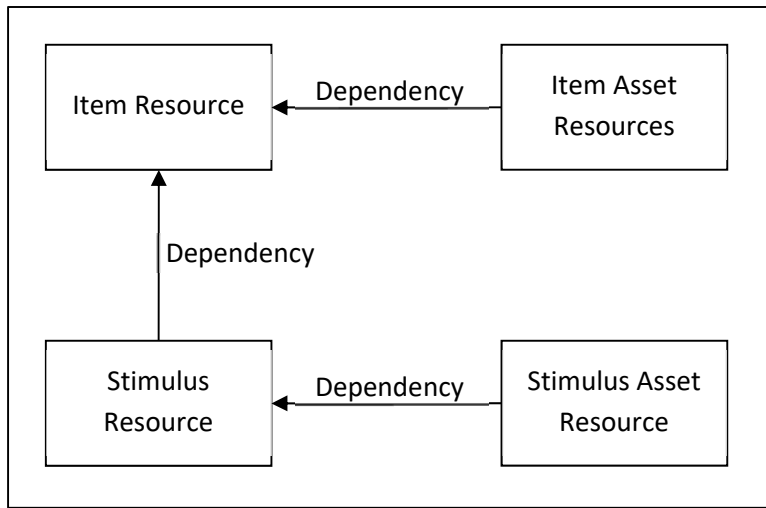 Item Resource
Dependency
Item Asset
Resources
Dependency
Stimulus
Resource
Dependency
Stimulus Asset
Resource